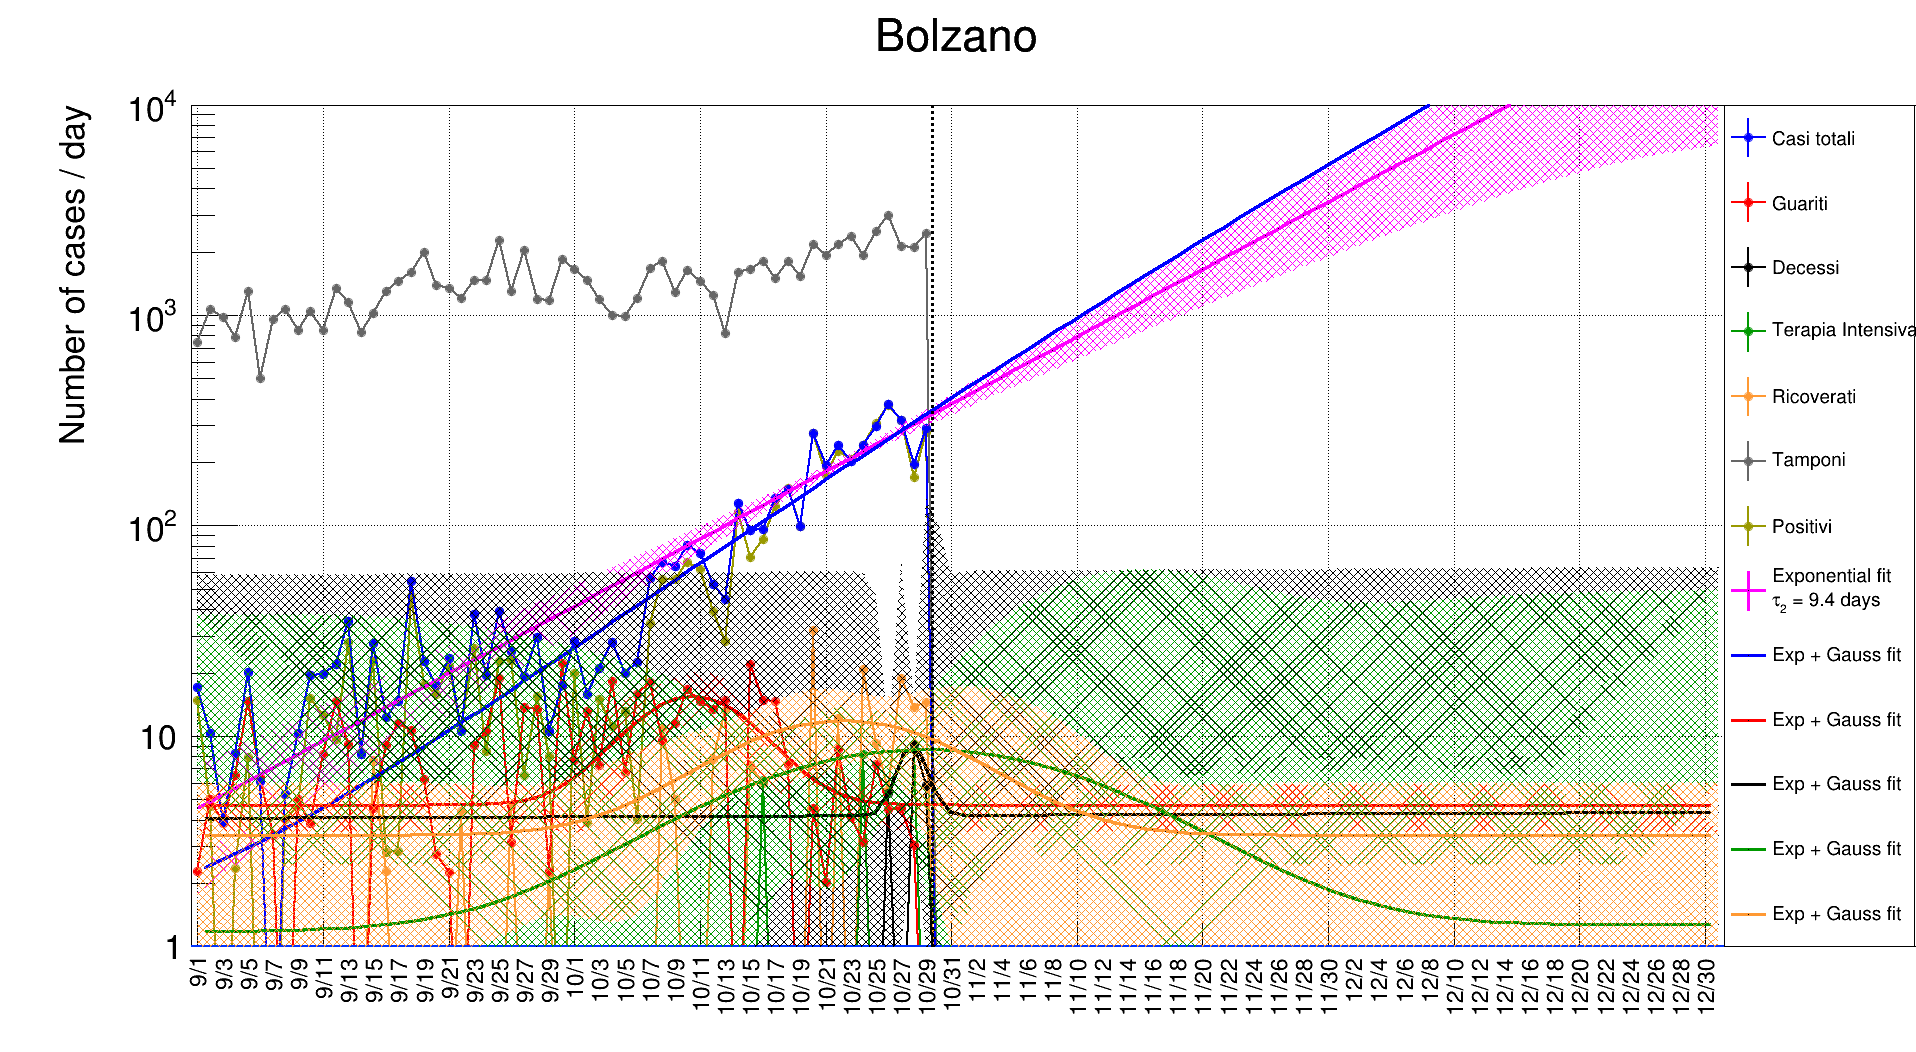 Bolzano
Number of cases / day
10⁴
10³
10²
10
1
9/1 9/3 9/5 9/7 9/9 9/11 9/13 9/15 9/17 9/19 9/21 9/23 9/25 9/27 9/29 10/1 10/3 10/5 10/7 10/9 10/11 10/13 10/15 10/17 10/19 10/21 10/23 10/25 10/27 10/29 10/31 11/2 11/4 11/6 11/8 11/10 11/12 11/14 11/16 11/18 11/20 11/22 11/24 11/26 11/28 11/30 12/2 12/4 12/6 12/8 12/10 12/12 12/14 12/16 12/18 12/20 12/22 12/24 12/26 12/28 12/30
Casi totali
Guariti
Decessi
Terapia Intensiva
Ricoverati
Tamponi
Positivi
Exponential fit
τ₂ = 9.4 days
Exp + Gauss fit
Exp + Gauss fit
Exp + Gauss fit
Exp + Gauss fit
Exp + Gauss fit